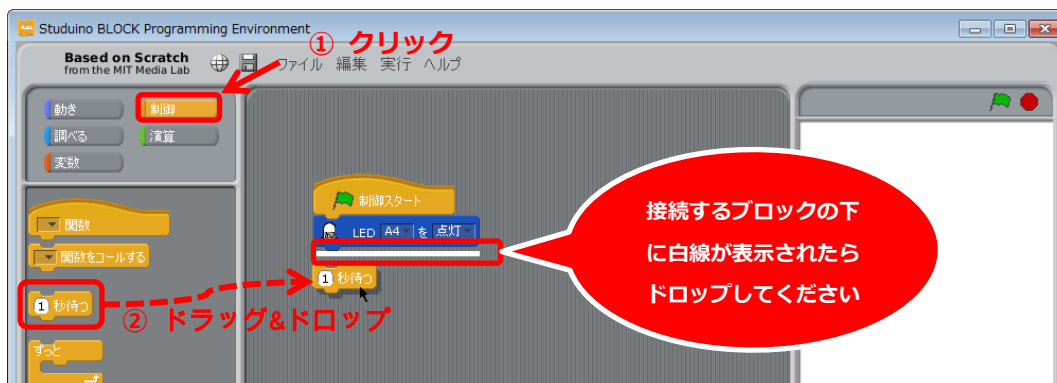 Studuino BLOCK Programming Environment
① クリック
Based on Scratch
from the MIT Media Lab
ファイル 編集 実行 ヘルプ
動き
制御
調べる
演算
変数
関数
関数をコールする
1 秒待つ
ずっと
制御スタート
LED A4 を 点灯
1 秒待つ
② ドラッグ&ドロップ
接続するブロックの下
に白線が表示されたら
ドロップしてください